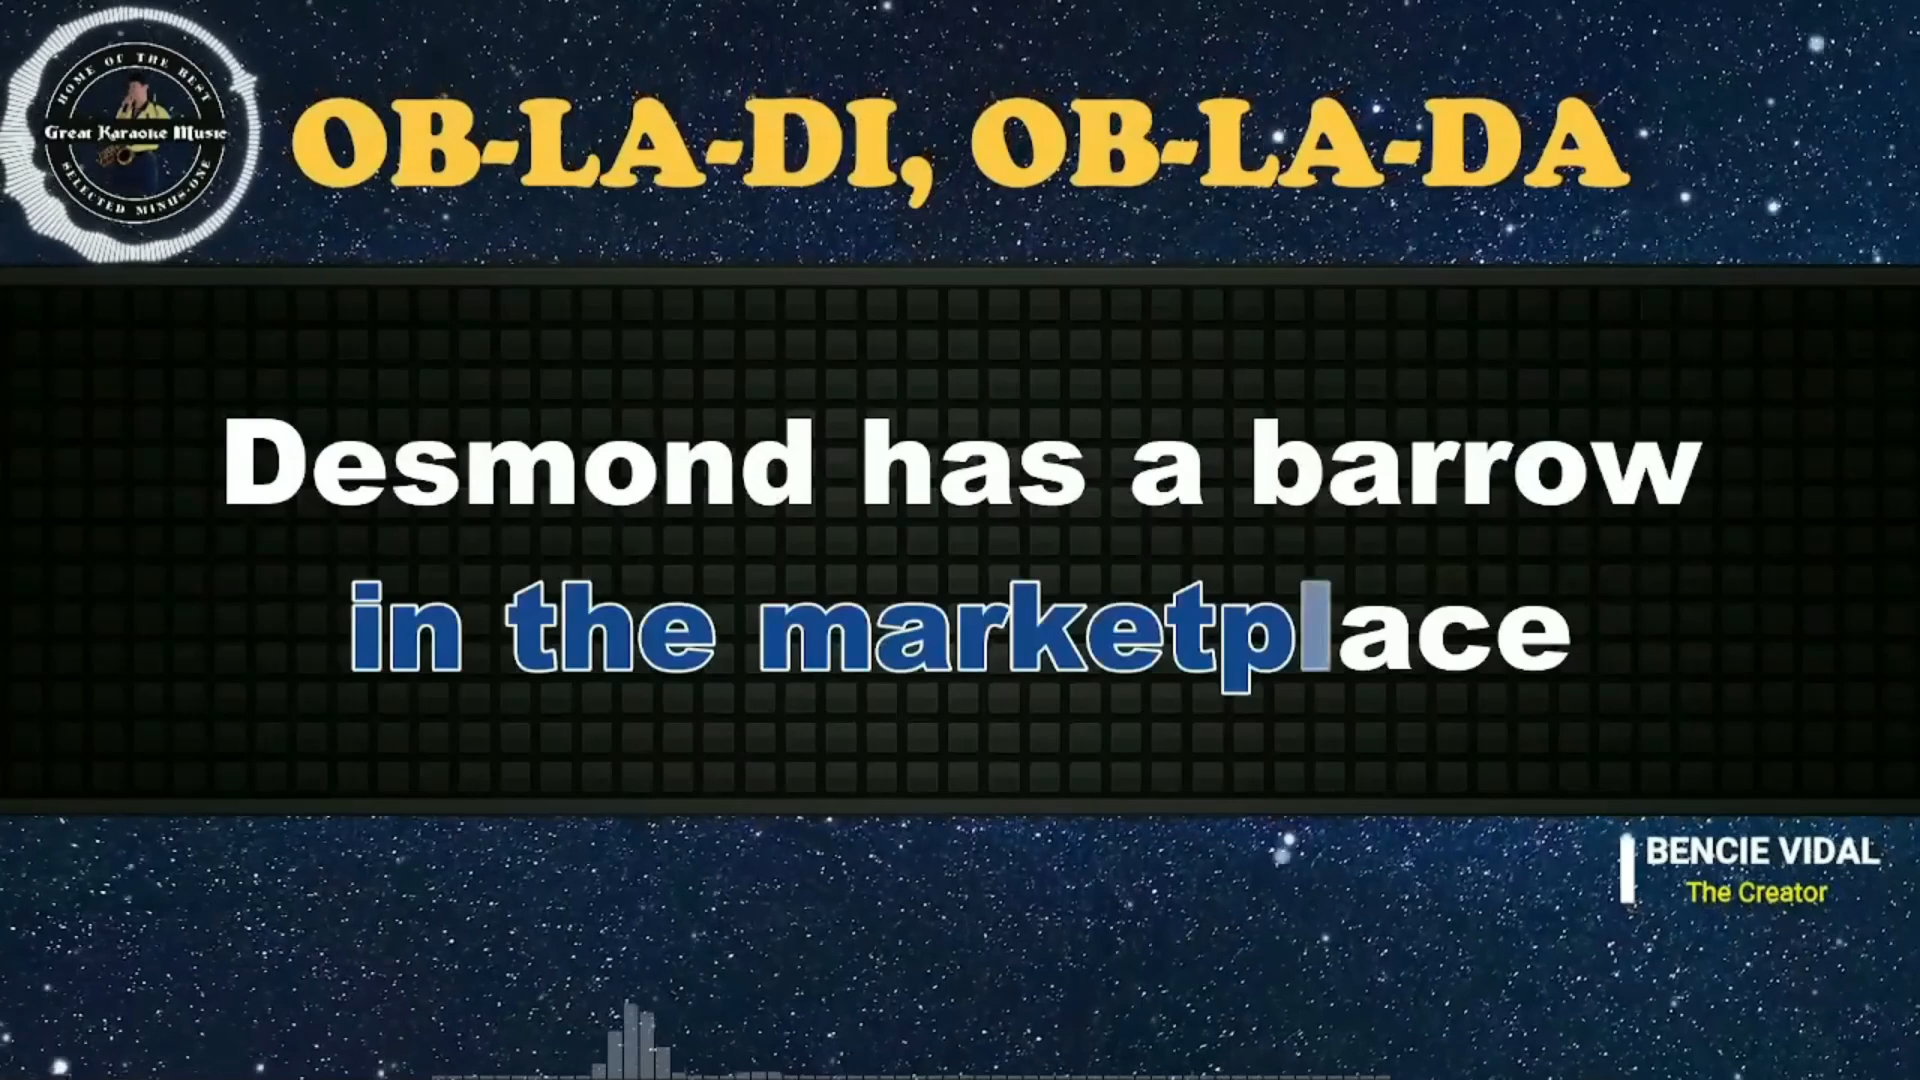 HOME OF THE BEST
Great Karaoke Music
SELECTED MINUS-ONE
OB-LA-DI, OB-LA-DA
Desmond has a barrow
in the marketplace
BENCIE VIDAL
The Creator